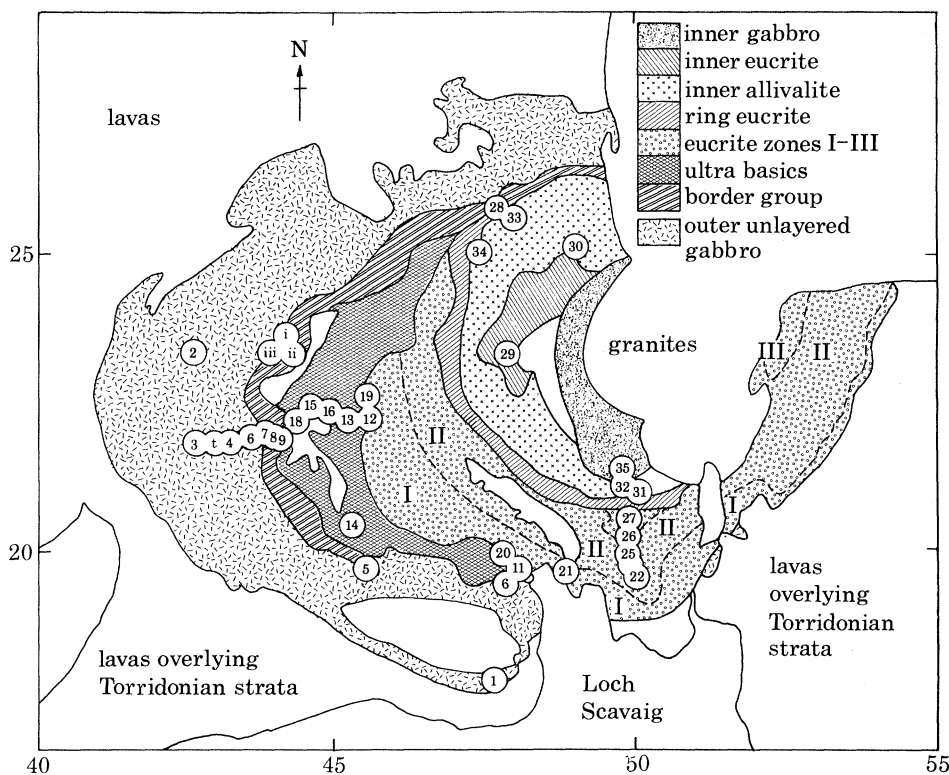 N
lavas
inner gabbro
inner eucrite
inner allivalite
ring eucrite
eucrite zones I–III
ultra basics
border group
outer unlayered
gabbro
25
28
33
34
30
i
iii
ii
2
29
granites
III
II
19
15
16
18
13
12
3
t
4
6
7
8
9
II
35
32
31
I
14
27
II
I
26
20
5
20
11
6
21
II
25
22
I
lavas
overlying
Torridonian
strata
lavas overlying
Torridonian strata
1
Loch
Scavaig
40
45
50
55